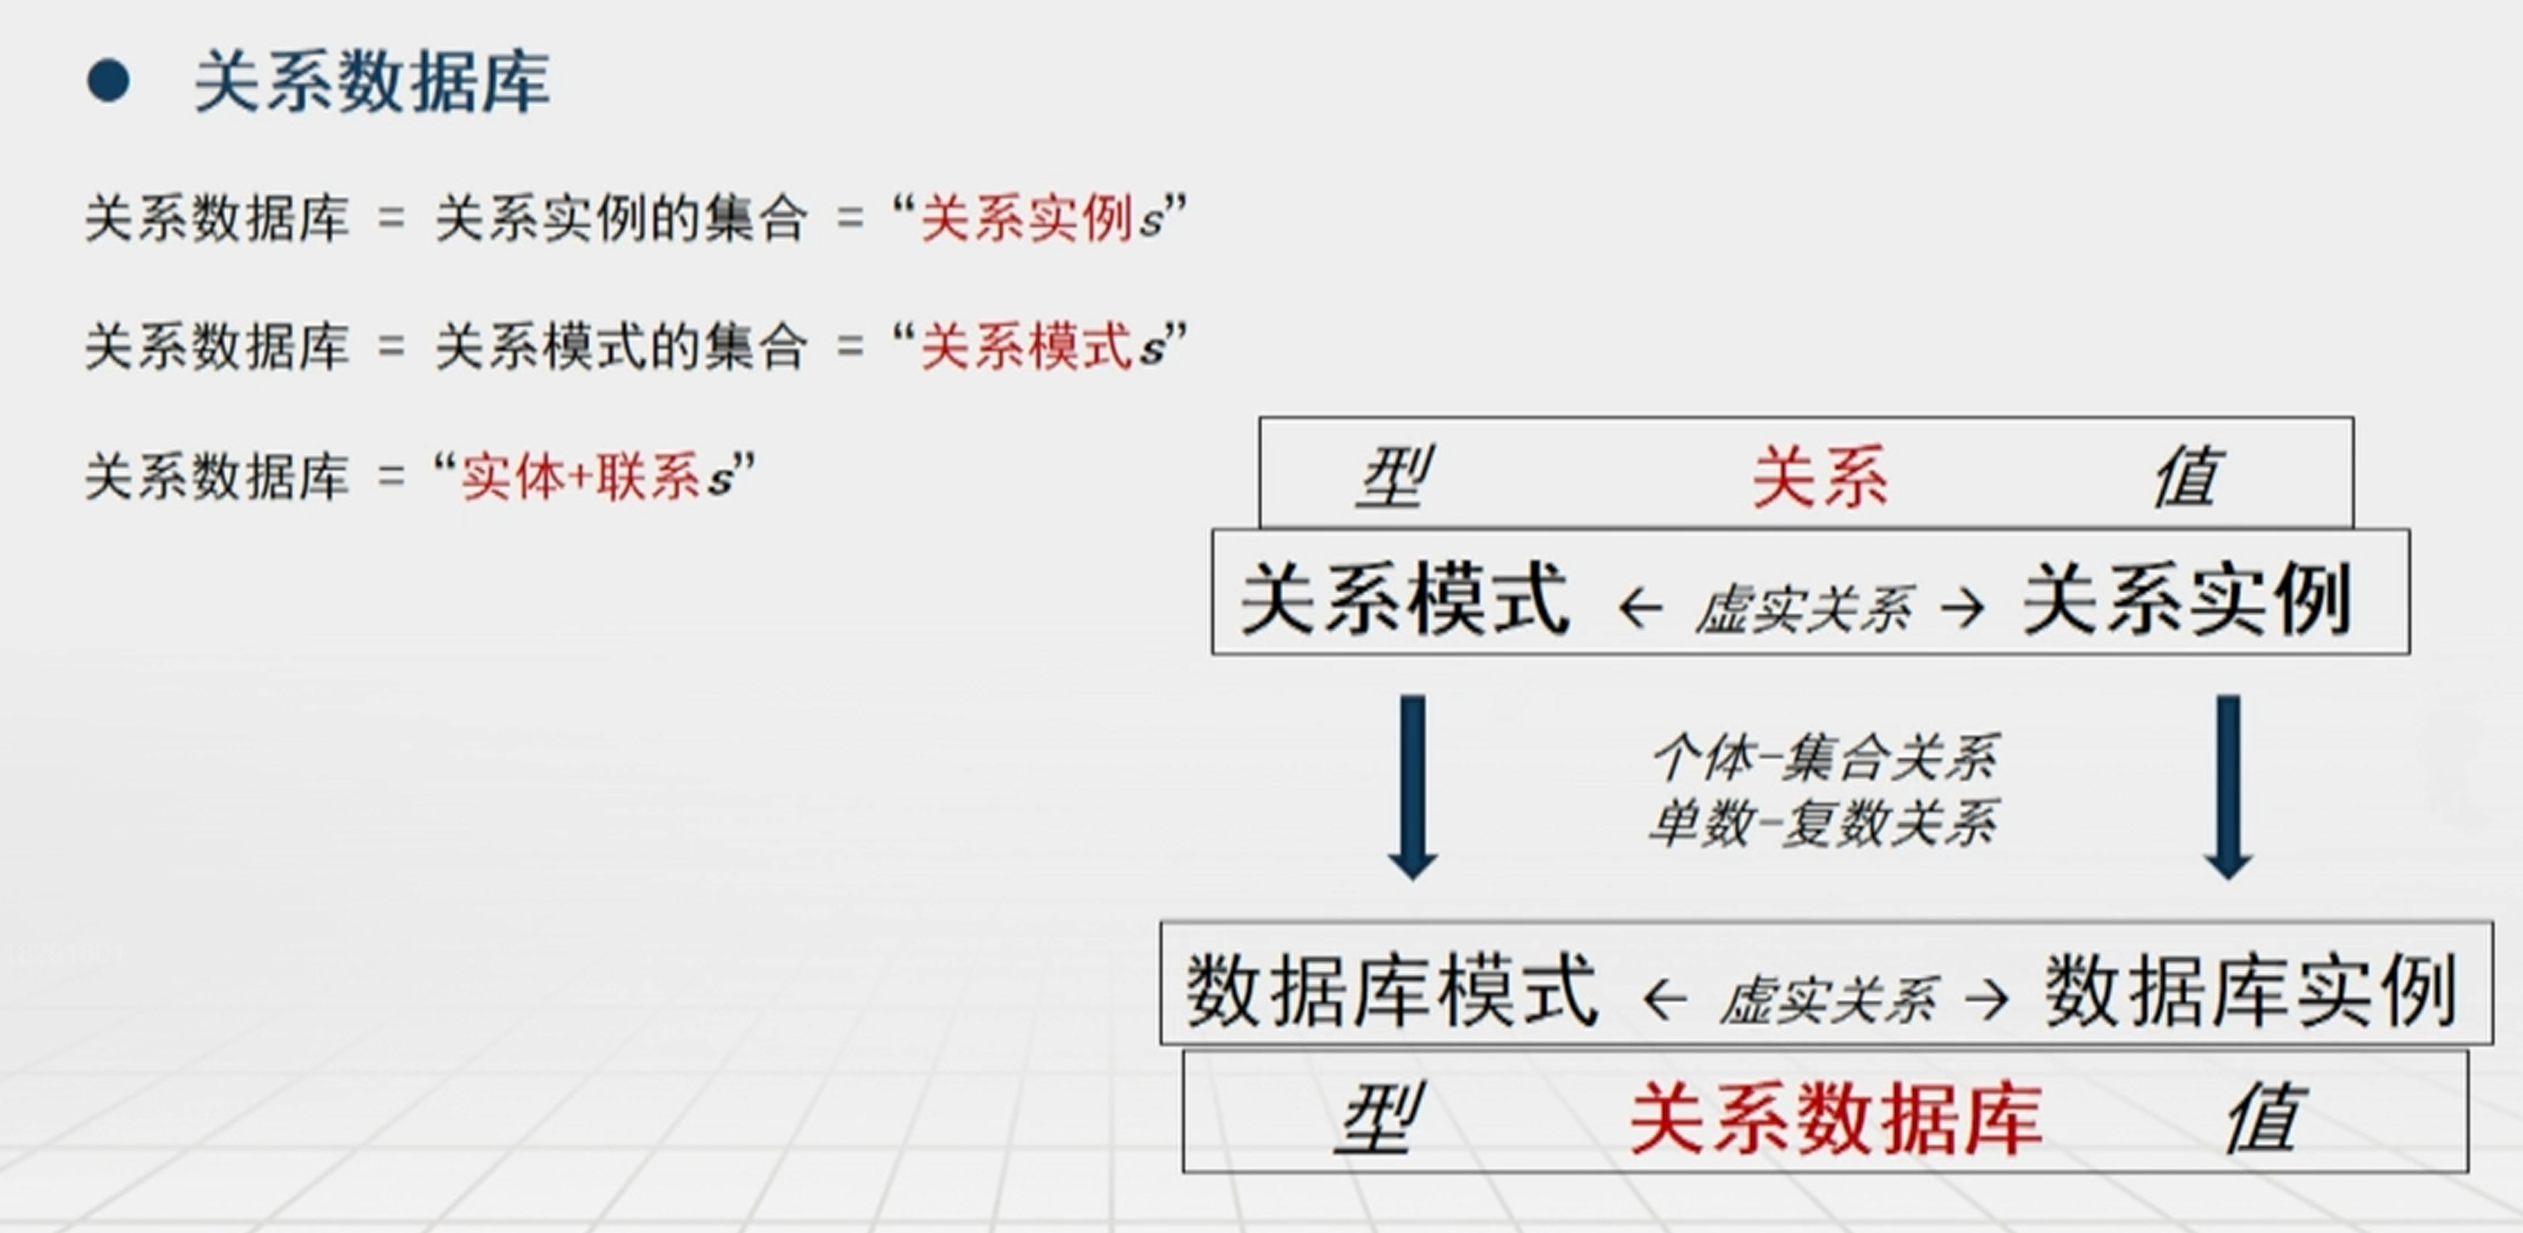 ● 关系数据库
关系数据库 = 关系实例的集合 = “关系实例s”
关系数据库 = 关系模式的集合 = “关系模式s”
关系数据库 = “实体+联系s”
型 关系 值
关系模式 ← 虚实关系 → 关系实例
个体-集合关系
单数-复数关系
数据库模式 ← 虚实关系 → 数据库实例
型 关系数据库 值